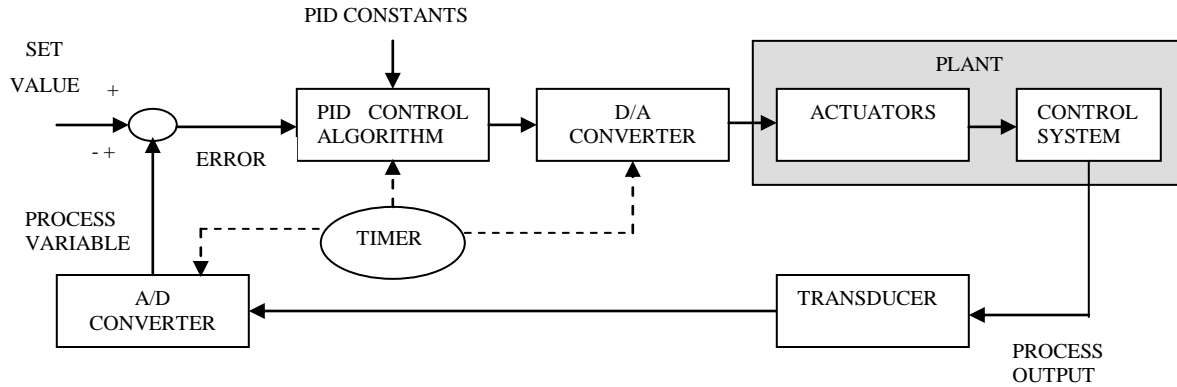 PID CONSTANTS
SET
VALUE
+
- +
ERROR
PID CONTROL
ALGORITHM
D/A
CONVERTER
PLANT
ACTUATORS
CONTROL
SYSTEM
PROCESS
VARIABLE
TIMER
A/D
CONVERTER
TRANSDUCER
PROCESS
OUTPUT